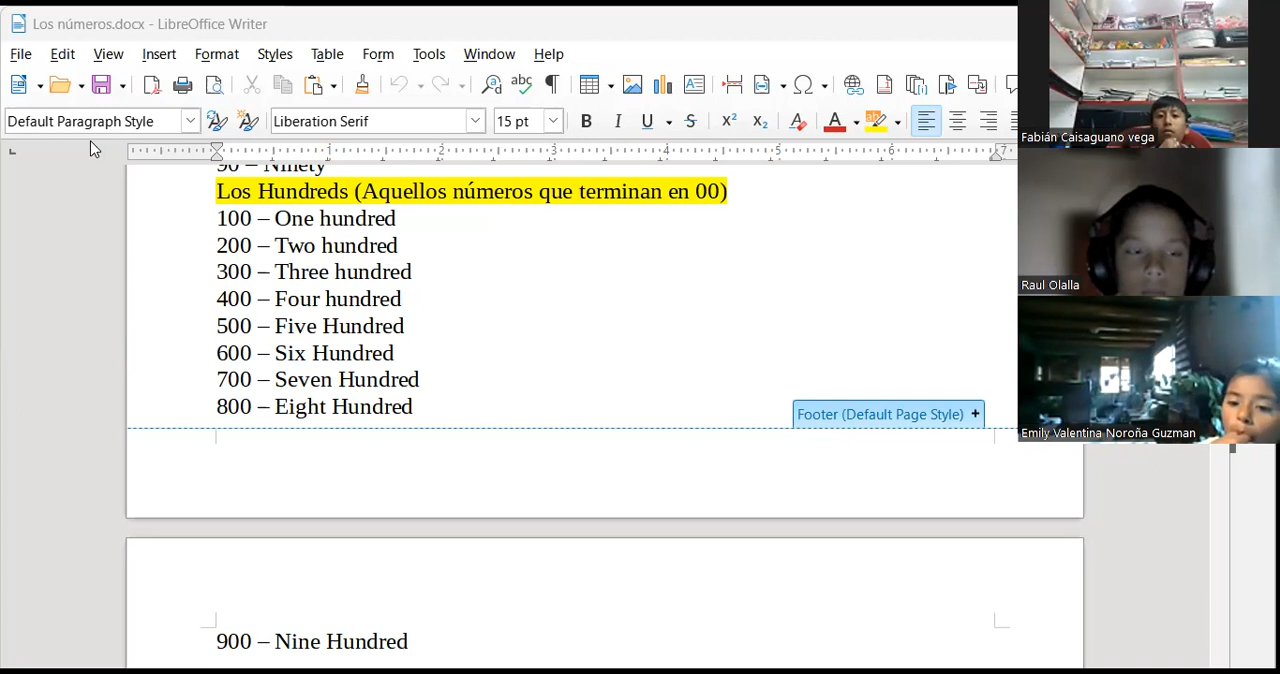 Los números.docx - LibreOffice Writer
File Edit View Insert Format Styles Table Form Tools Window Help
Default Paragraph Style Liberation Serif 15 pt
90 – Ninety
Los Hundreds (Aquellos números que terminan en 00)
100 – One hundred
200 – Two hundred
300 – Three hundred
400 – Four hundred
500 – Five Hundred
600 – Six Hundred
700 – Seven Hundred
800 – Eight Hundred
Footer (Default Page Style) +
900 – Nine Hundred
Fabián Caisaguano vega
Raul Olalla
Emily Valentina Noroña Guzman